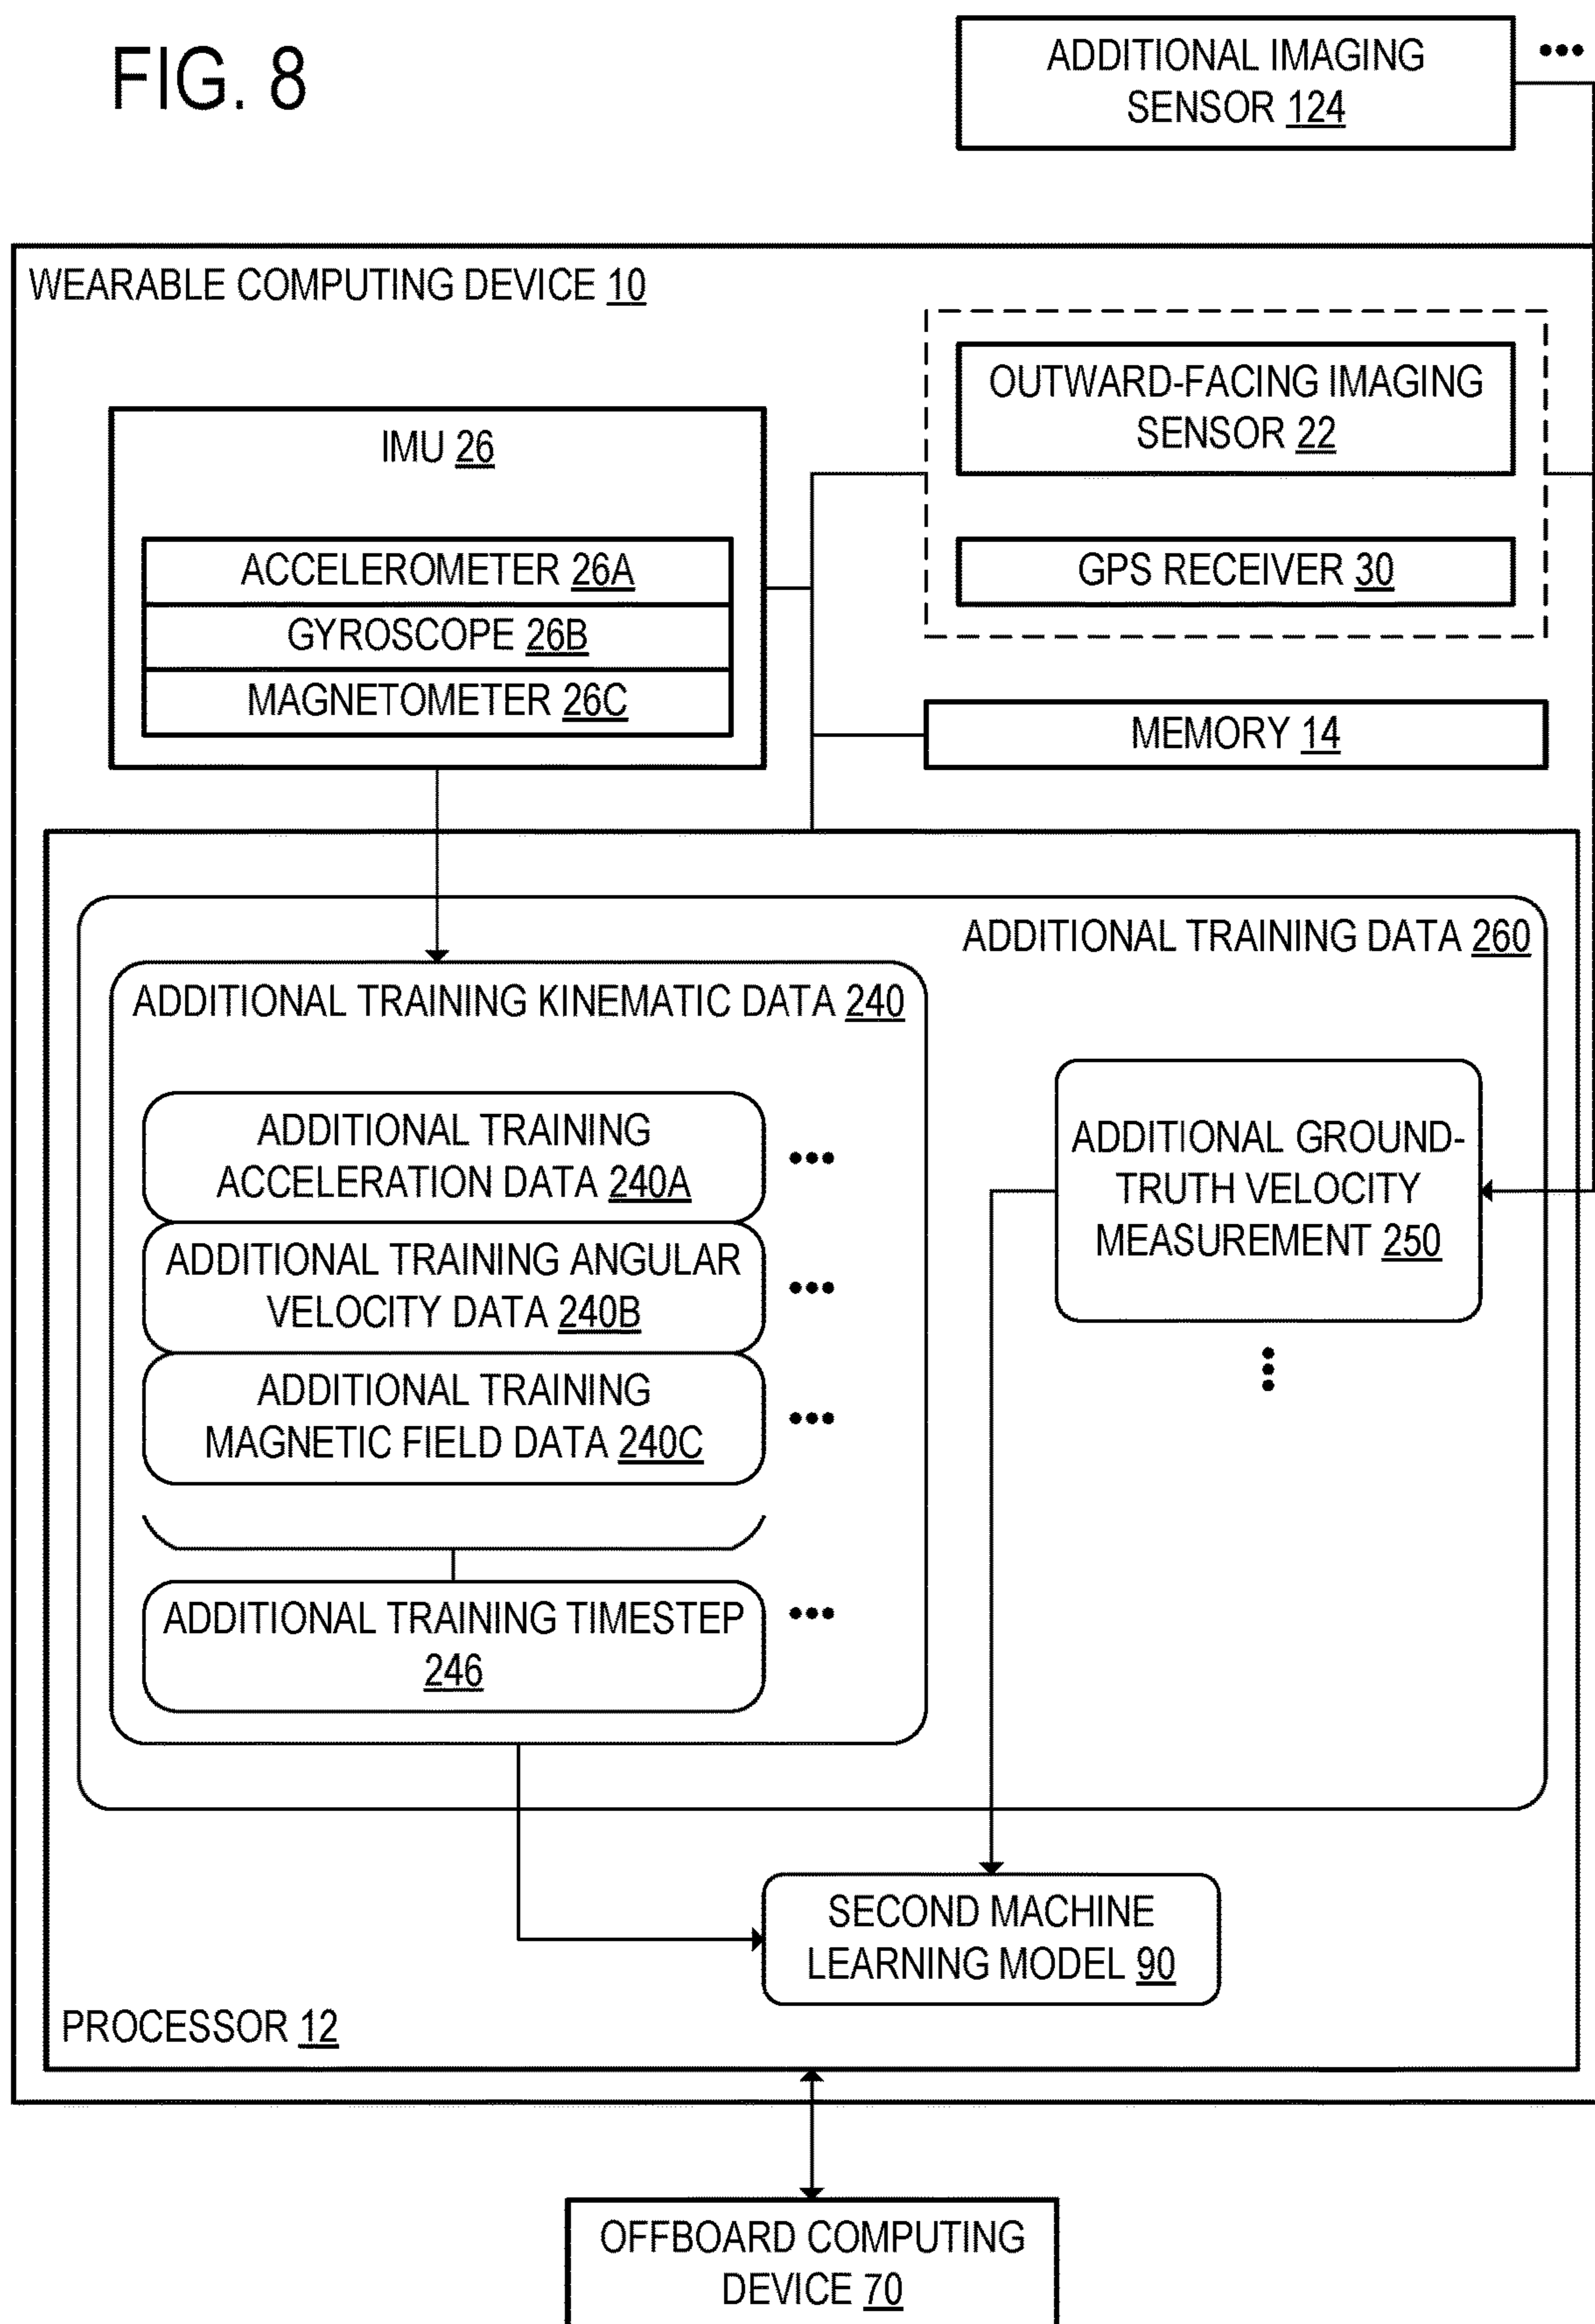 FIG. 8
ADDITIONAL IMAGING
SENSOR 124
WEARABLE COMPUTING DEVICE 10
OUTWARD-FACING IMAGING
SENSOR 22
IMU 26
ACCELEROMETER 26A
GYROSCOPE 26B
MAGNETOMETER 26C
GPS RECEIVER 30
MEMORY 14
ADDITIONAL TRAINING DATA 260
ADDITIONAL TRAINING KINEMATIC DATA 240
ADDITIONAL TRAINING
ACCELERATION DATA 240A
ADDITIONAL TRAINING ANGULAR
VELOCITY DATA 240B
ADDITIONAL TRAINING
MAGNETIC FIELD DATA 240C
ADDITIONAL TRAINING TIMESTEP
246
ADDITIONAL GROUND-
TRUTH VELOCITY
MEASUREMENT 250
SECOND MACHINE
LEARNING MODEL 90
PROCESSOR 12
OFFBOARD COMPUTING
DEVICE 70